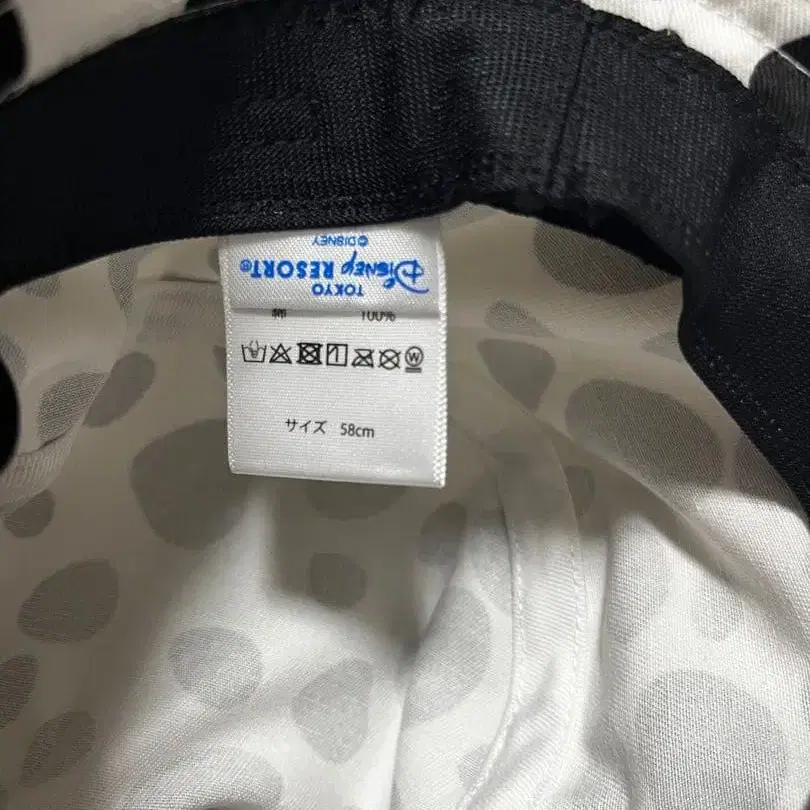 TOKYO
Disney RESORT®
©DISNEY
綿 100%
W
サイズ 58cm